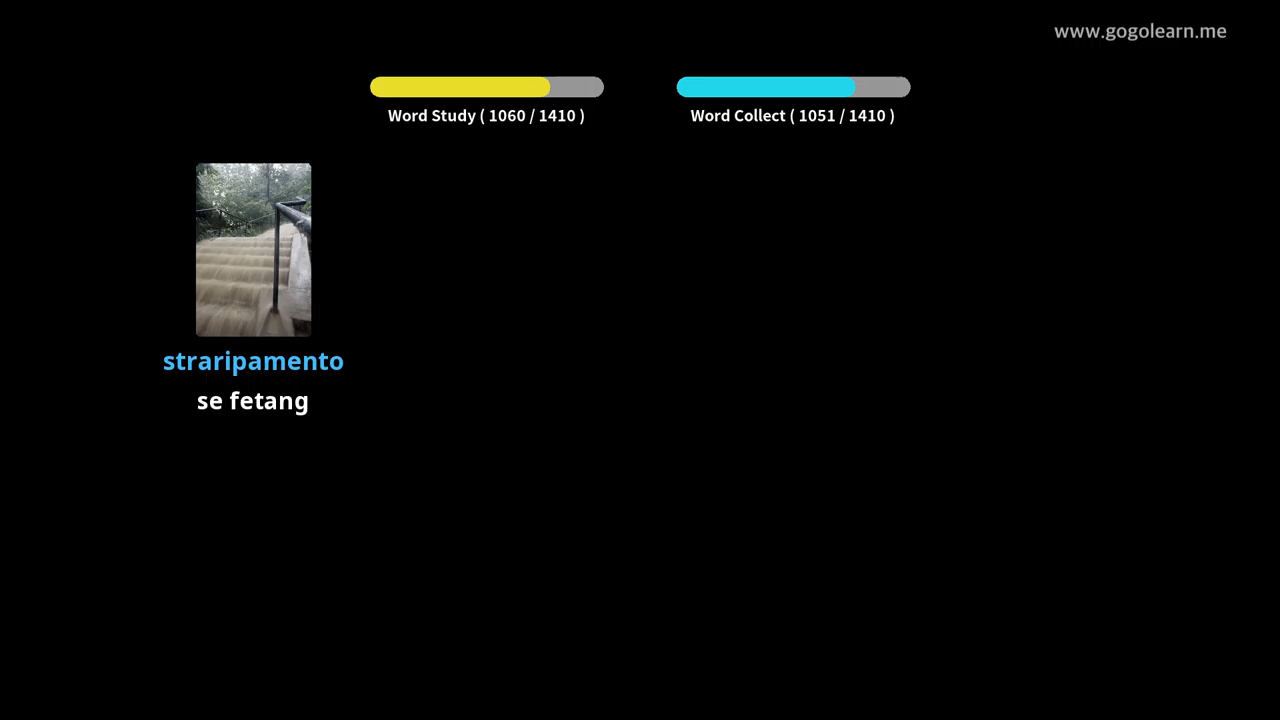 www.gogolearn.me
Word Study ( 1060 / 1410 )
Word Collect ( 1051 / 1410 )
straripamento
se fetang